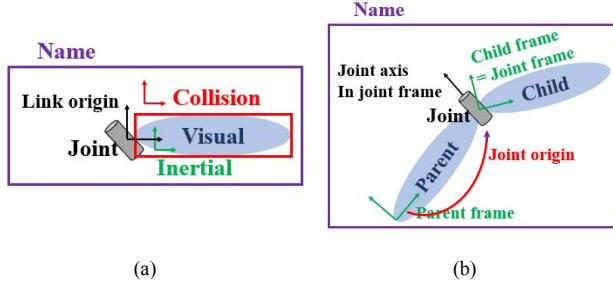 Name
Link origin
Collision
Joint
Visual
Inertial
(a)
Name
Joint axis
In joint frame
Child frame
= Joint frame
Joint
Child
Parent
Joint origin
Parent frame
(b)